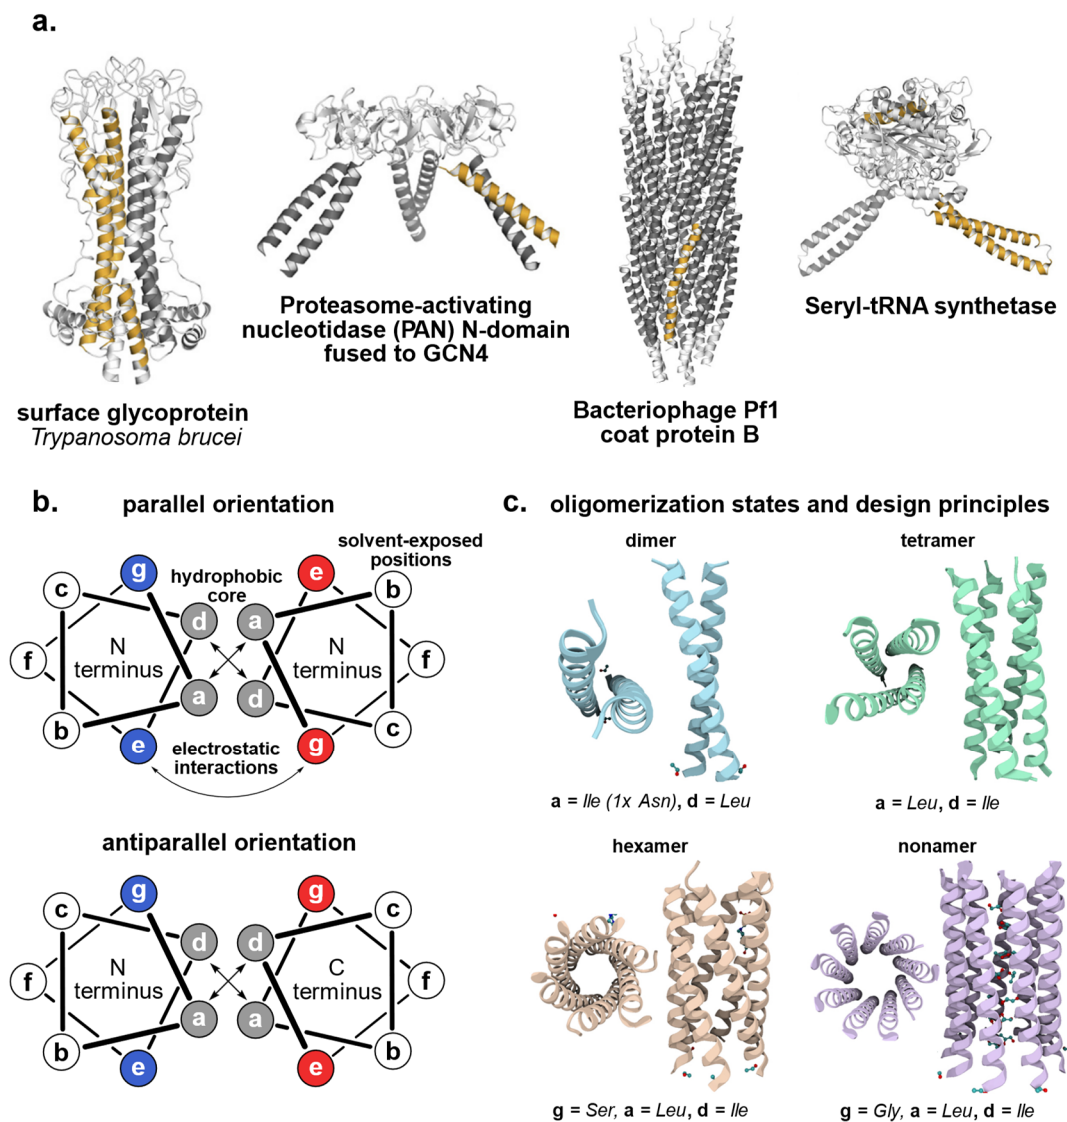 a.
surface glycoprotein
Trypanosoma brucei
Proteasome-activating
nucleotidase (PAN) N-domain
fused to GCN4
Bacteriophage Pf1
coat protein B
Seryl-tRNA synthetase
b.
parallel orientation
solvent-exposed
positions
hydrophobic
core
g
c
d
f
N
terminus
a
b
e
e
a
b
N
terminus
f
d
c
g
electrostatic
interactions
antiparallel orientation
g
c
d
f
N
terminus
a
b
e
g
d
c
C
terminus
f
a
b
e
c.
oligomerization states and design principles
dimer
a = Ile (1x Asn), d = Leu
tetramer
a = Leu, d = Ile
hexamer
g = Ser, a = Leu, d = Ile
nonamer
g = Gly, a = Leu, d = Ile